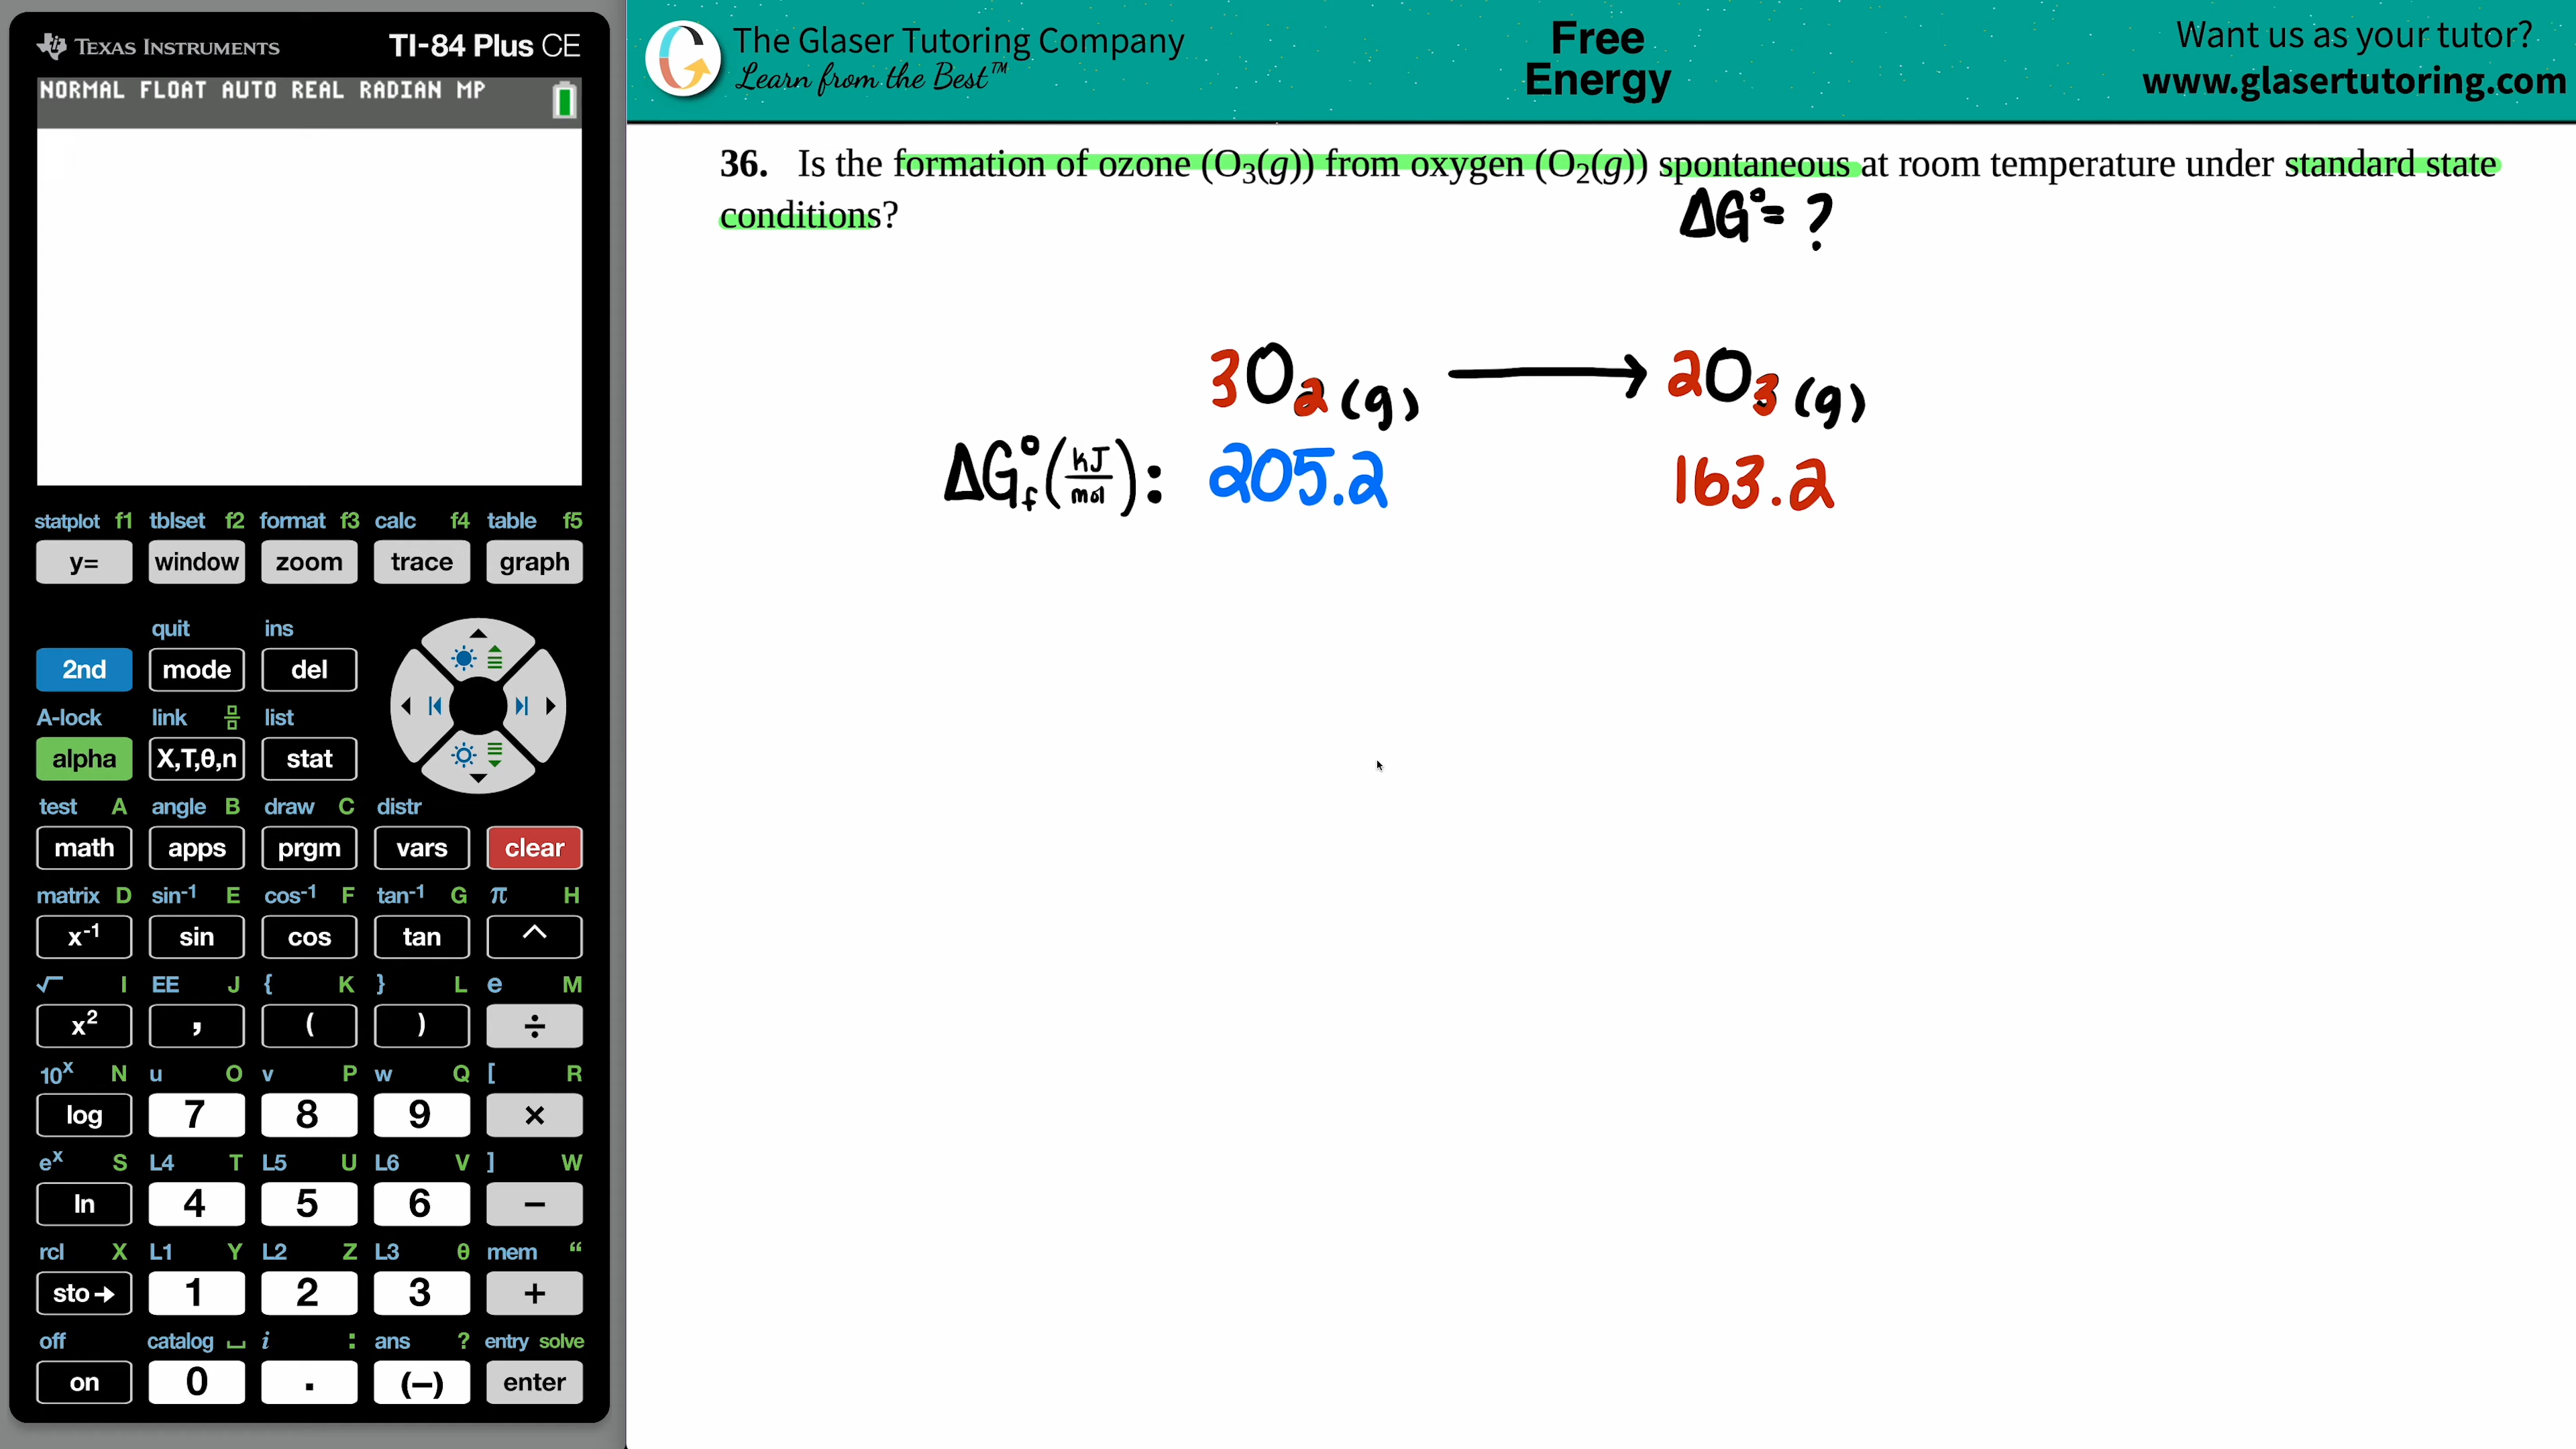 TEXAS INSTRUMENTS TI-84 Plus CE
NORMAL FLOAT AUTO REAL RADIAN MP
statplot f1 tblset f2 format f3 calc f4 table f5
y= window zoom trace graph
quit ins
2nd mode del
A-lock link list
alpha X,T,θ,n stat
test A angle B draw C distr
math apps prgm vars clear
matrix D sin⁻¹ E cos⁻¹ F tan⁻¹ G π H
x⁻¹ sin cos tan ^
√ I EE J { K } L e M
x² , ( ) ÷
10ˣ N u O v P w Q [ R
log 7 8 9 ×
eˣ S L4 T L5 U L6 V ] W
ln 4 5 6 −
rcl X L1 Y L2 Z L3 θ mem “
sto→ 1 2 3 +
off catalog ⎵ i : ans ? entry solve
on 0 . (−) enter
The Glaser Tutoring Company
Learn from the Best™
Free
Energy
Want us as your tutor?
www.glasertutoring.com
36. Is the formation of ozone (O₃(g)) from oxygen (O₂(g)) spontaneous at room temperature under standard state
conditions?
ΔG°= ?
3O₂(g) → 2O₃(g)
ΔG°f (kJ/mol): 205.2 163.2